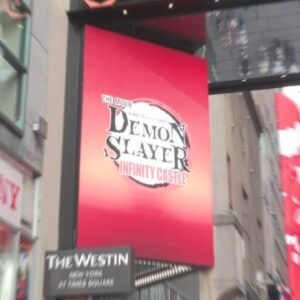 THE MOVIE
DEMON
SLAYER
INFINITY CASTLE
THE WESTIN
NEW YORK
AT TIMES SQUARE